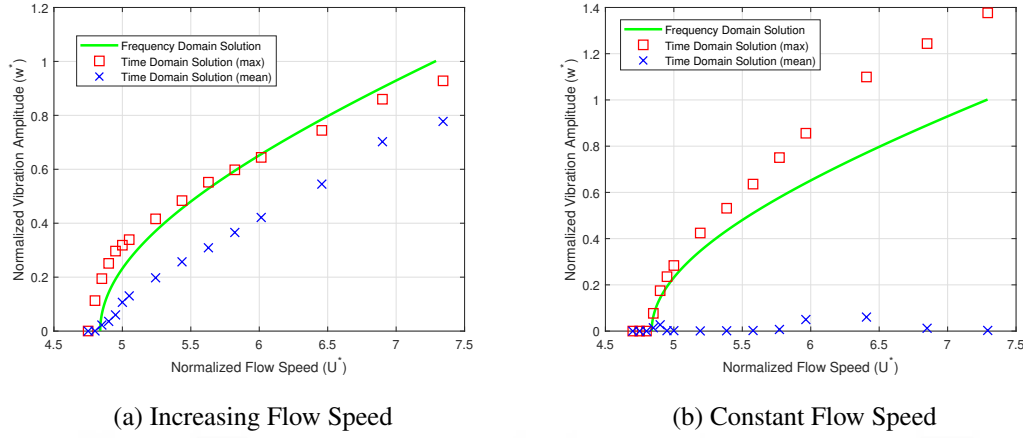 1.2
1
0.8
0.6
0.4
0.2
0
4.5 5 5.5 6 6.5 7 7.5
Normalized Vibration Amplitude (w*)
Normalized Flow Speed (U*)
Frequency Domain Solution
Time Domain Solution (max)
Time Domain Solution (mean)
(a) Increasing Flow Speed
1.4
1.2
1
0.8
0.6
0.4
0.2
0
4.5 5 5.5 6 6.5 7 7.5
Normalized Vibration Amplitude (w*)
Normalized Flow Speed (U*)
Frequency Domain Solution
Time Domain Solution (max)
Time Domain Solution (mean)
(b) Constant Flow Speed